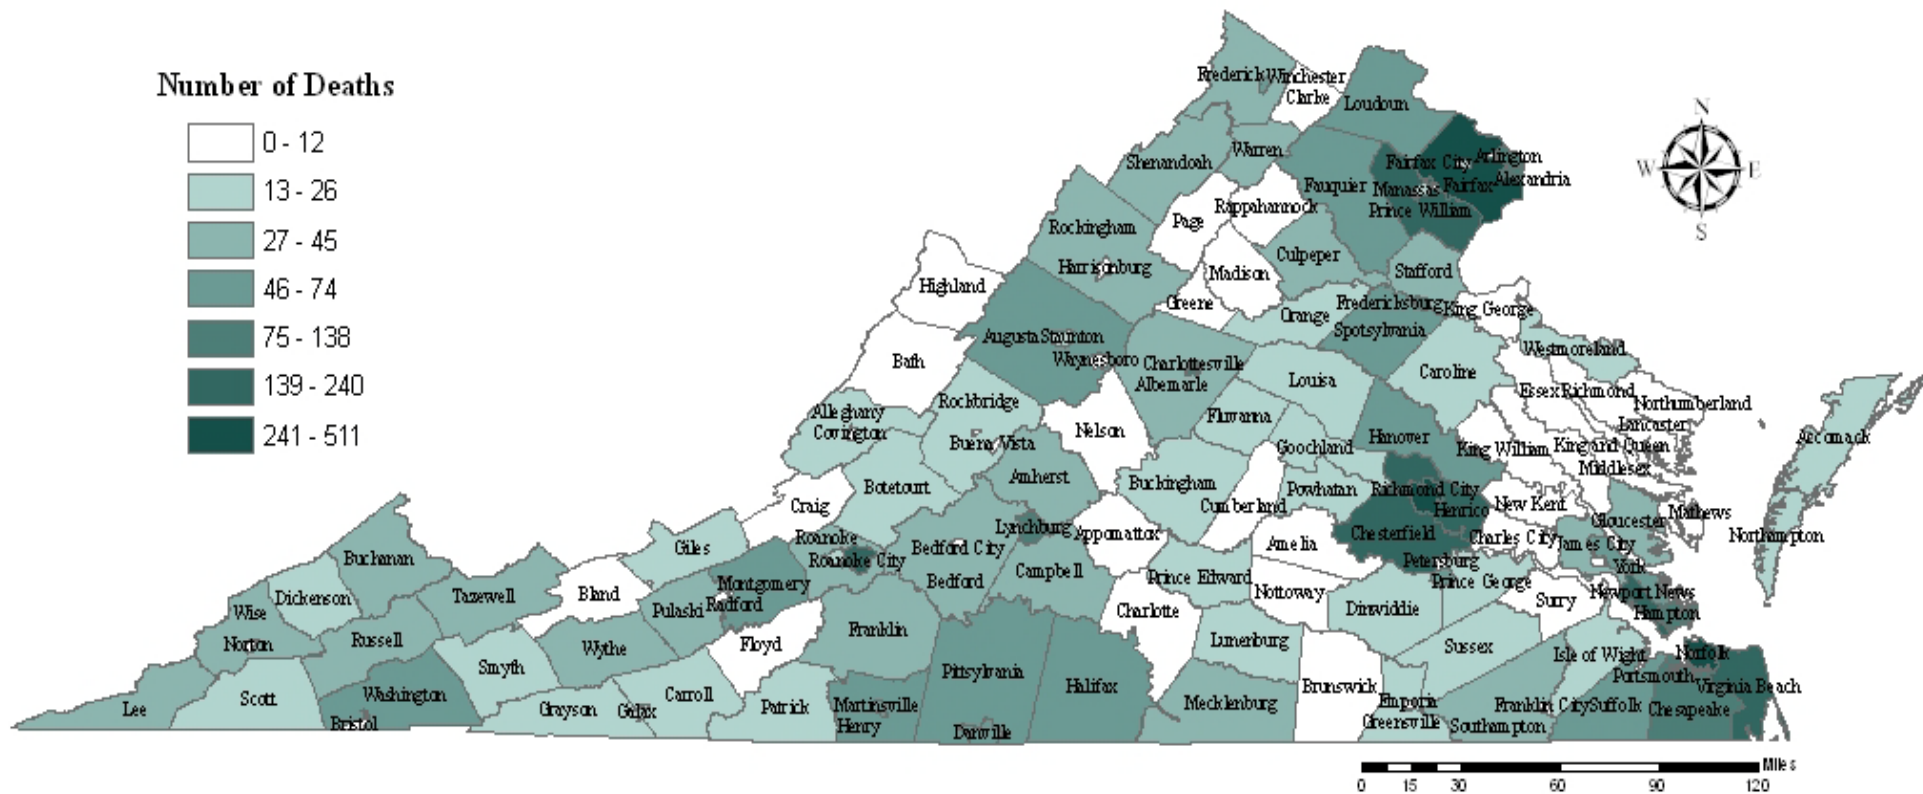 Number of Deaths
0 - 12
13 - 26
27 - 45
46 - 74
75 - 138
139 - 240
241 - 511
N
W E
S
Frederick Winchester
Clarke
Loudoun
Shenandoah
Warren
Fairfax City Arlington
Fauquier Manassas Fairfax Alexandria
Prince William
Page
Rappahannock
Rockingham
Harrisonburg
Madison
Culpeper
Stafford
Highland
Greene
Orange
Fredericksburg
King George
Spotsylvania
Augusta Staunton
Waynesboro
Charlottesville
Albemarle
Westmoreland
Bath
Louisa
Caroline
Essex Richmond
Northumberland
Lancaster
Alleghany
Covington
Rockbridge
Buena Vista
Nelson
Fluvanna
Goochland
Hanover
King William
King and Queen
Middlesex
Accomack
Botetourt
Amherst
Buckingham
Cumberland
Powhatan
Richmond City
Henrico
New Kent
Gloucester
Mathews
Craig
Lynchburg
Appomattox
Amelia
Chesterfield
Charles City
James City
York
Northampton
Buchanan
Giles
Roanoke
Roanoke City
Bedford City
Bedford
Campbell
Prince Edward
Nottoway
Petersburg
Prince George
Newport News
Hampton
Wise
Dickenson
Tazewell
Bland
Pulaski
Montgomery
Radford
Charlotte
Dinwiddie
Surry
Norton
Russell
Wythe
Floyd
Franklin
Lunenburg
Sussex
Isle of Wight
Norfolk
Portsmouth
Virginia Beach
Lee
Scott
Washington
Bristol
Smyth
Grayson
Galax
Carroll
Patrick
Martinsville
Henry
Pittsylvania
Danville
Halifax
Mecklenburg
Brunswick
Emporia
Greensville
Southampton
Franklin City
Suffolk
Chesapeake
Miles
0 15 30 60 90 120